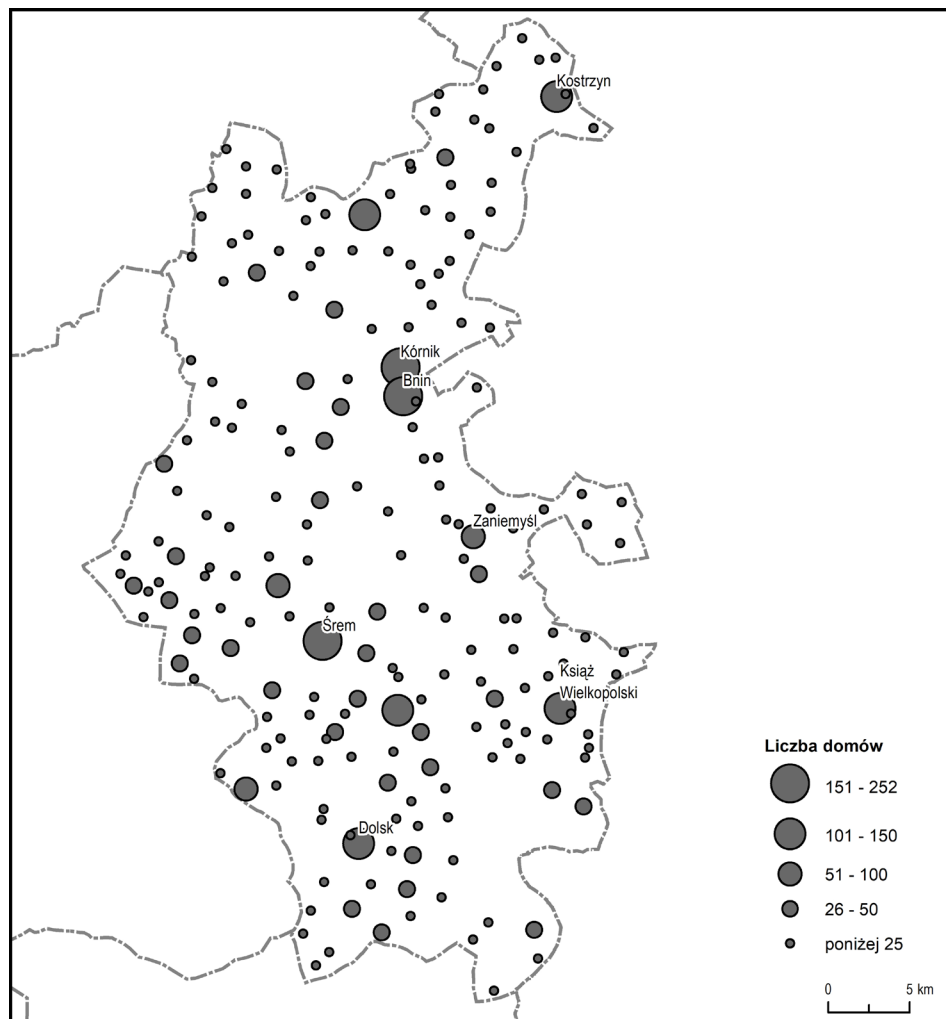 Kostrzyn
Kórnik
Bnin
Zaniemyśl
Śrem
Książ
Wielkopolski
Dolsk
Liczba domów
151 - 252
101 - 150
51 - 100
26 - 50
poniżej 25
0 5 km